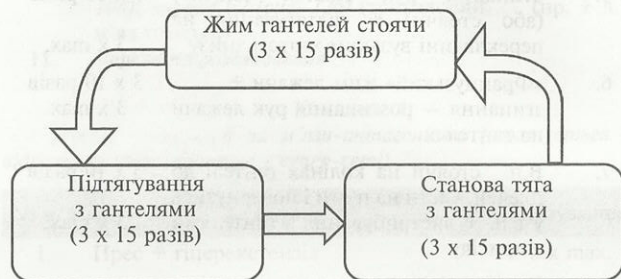 Жим гантелей стоячи
(3 х 15 разів)
Підтягування
з гантелями
(3 х 15 разів)
Станова тяга
з гантелями
(3 х 15 разів)